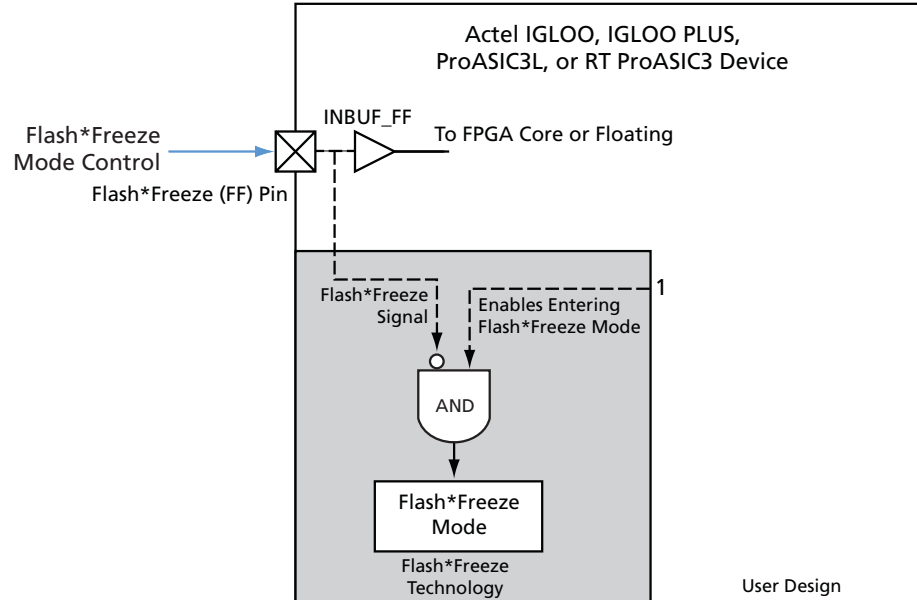 Actel IGLOO, IGLOO PLUS,
ProASIC3L, or RT ProASIC3 Device
INBUF_FF
To FPGA Core or Floating
Flash*Freeze
Mode Control
Flash*Freeze (FF) Pin
Flash*Freeze
Signal
Enables Entering
Flash*Freeze Mode
1
AND
Flash*Freeze
Mode
Flash*Freeze
Technology
User Design